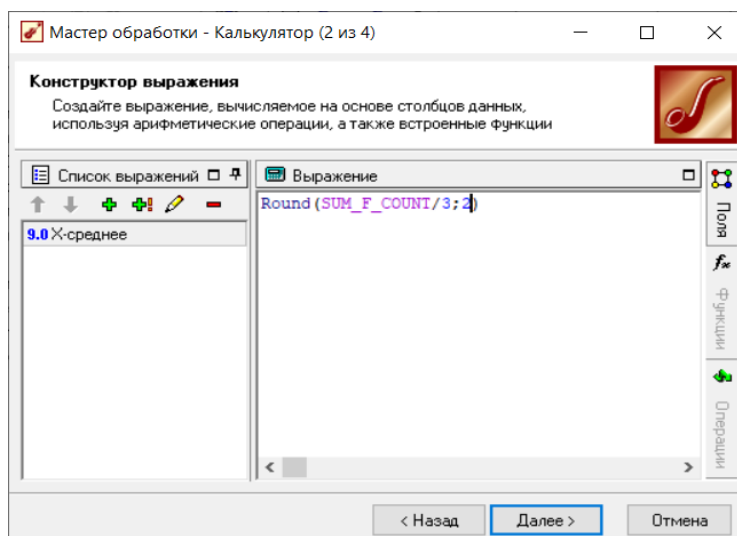 Мастер обработки - Калькулятор (2 из 4)
Конструктор выражения
Создайте выражение, вычисляемое на основе столбцов данных,
используя арифметические операции, а также встроенные функции
Список выражений
Выражение
Round(SUM_F_COUNT/3;2)
9.0 X-среднее
Поля
fx Функции
Операции
< Назад
Далее >
Отмена